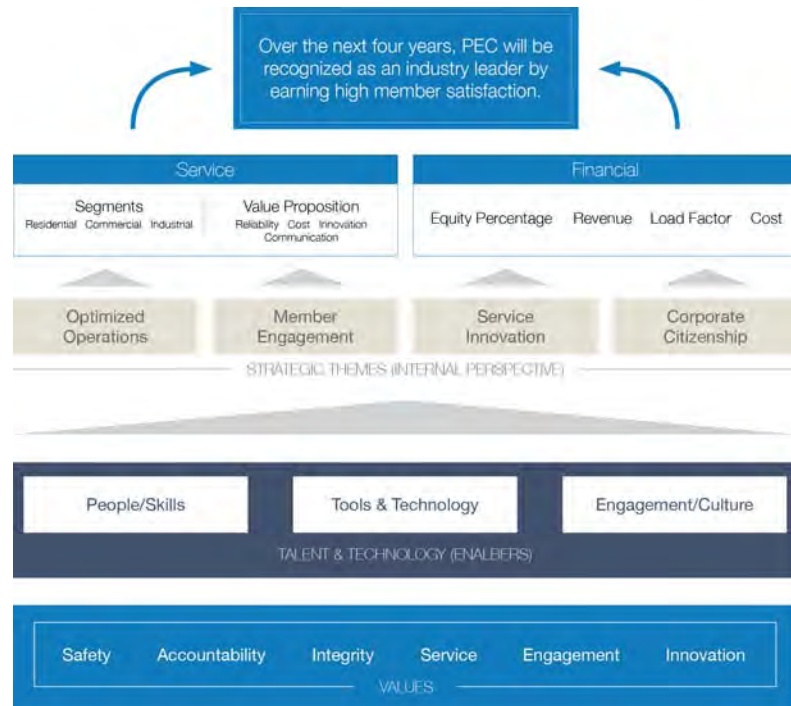 Over the next four years, PEC will be
recognized as an industry leader by
earning high member satisfaction.
Service
Segments
Residential Commercial Industrial
Value Proposition
Reliability Cost Innovation
Communication
Financial
Equity Percentage Revenue Load Factor Cost
Optimized
Operations
Member
Engagement
Service
Innovation
Corporate
Citizenship
STRATEGIC THEMES (INTERNAL PERSPECTIVE)
People/Skills
Tools & Technology
Engagement/Culture
TALENT & TECHNOLOGY (ENALBERS)
Safety Accountability Integrity Service Engagement Innovation
VALUES